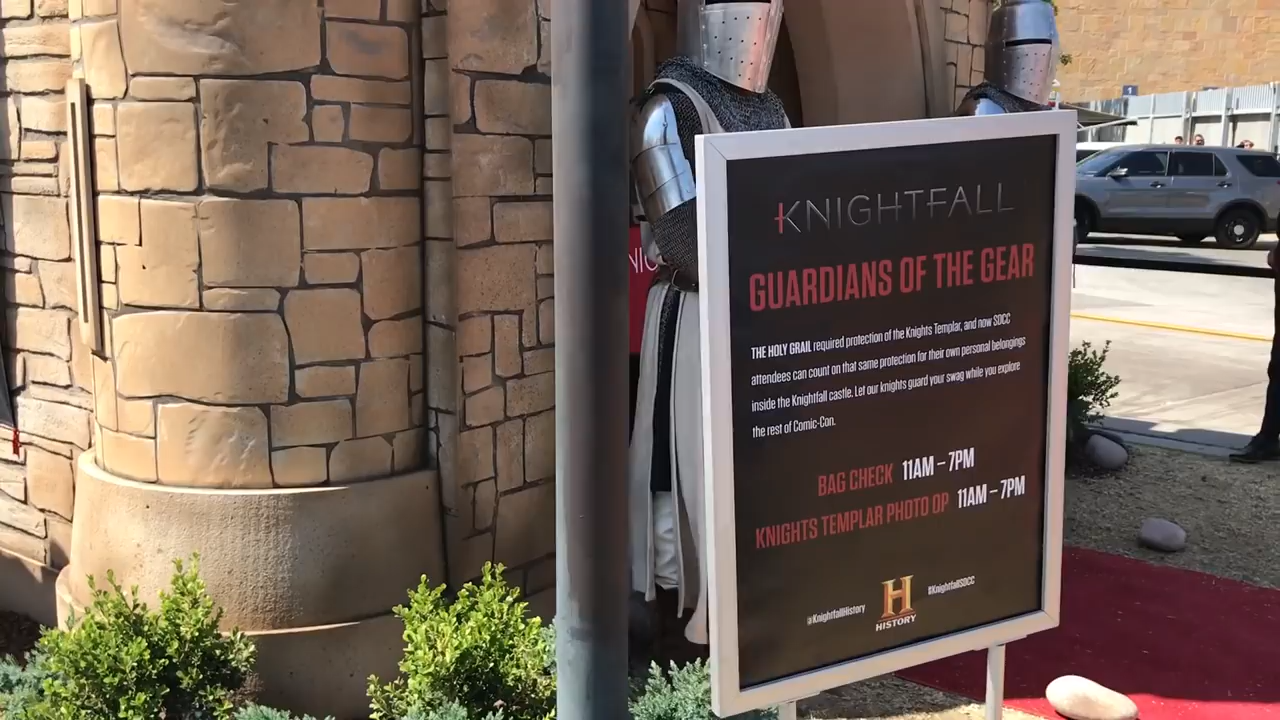 KNIGHTFALL
GUARDIANS OF THE GEAR
THE HOLY GRAIL required protection of the Knights Templar, and now SDCC
attendees can count on that same protection for their own personal belongings
inside the Knightfall castle. Let our knights guard your swag while you explore
the rest of Comic-Con.
BAG CHECK 11AM – 7PM
KNIGHTS TEMPLAR PHOTO OP 11AM – 7PM
@KnightfallHistory
H
HISTORY
#KnightfallSDCC
1